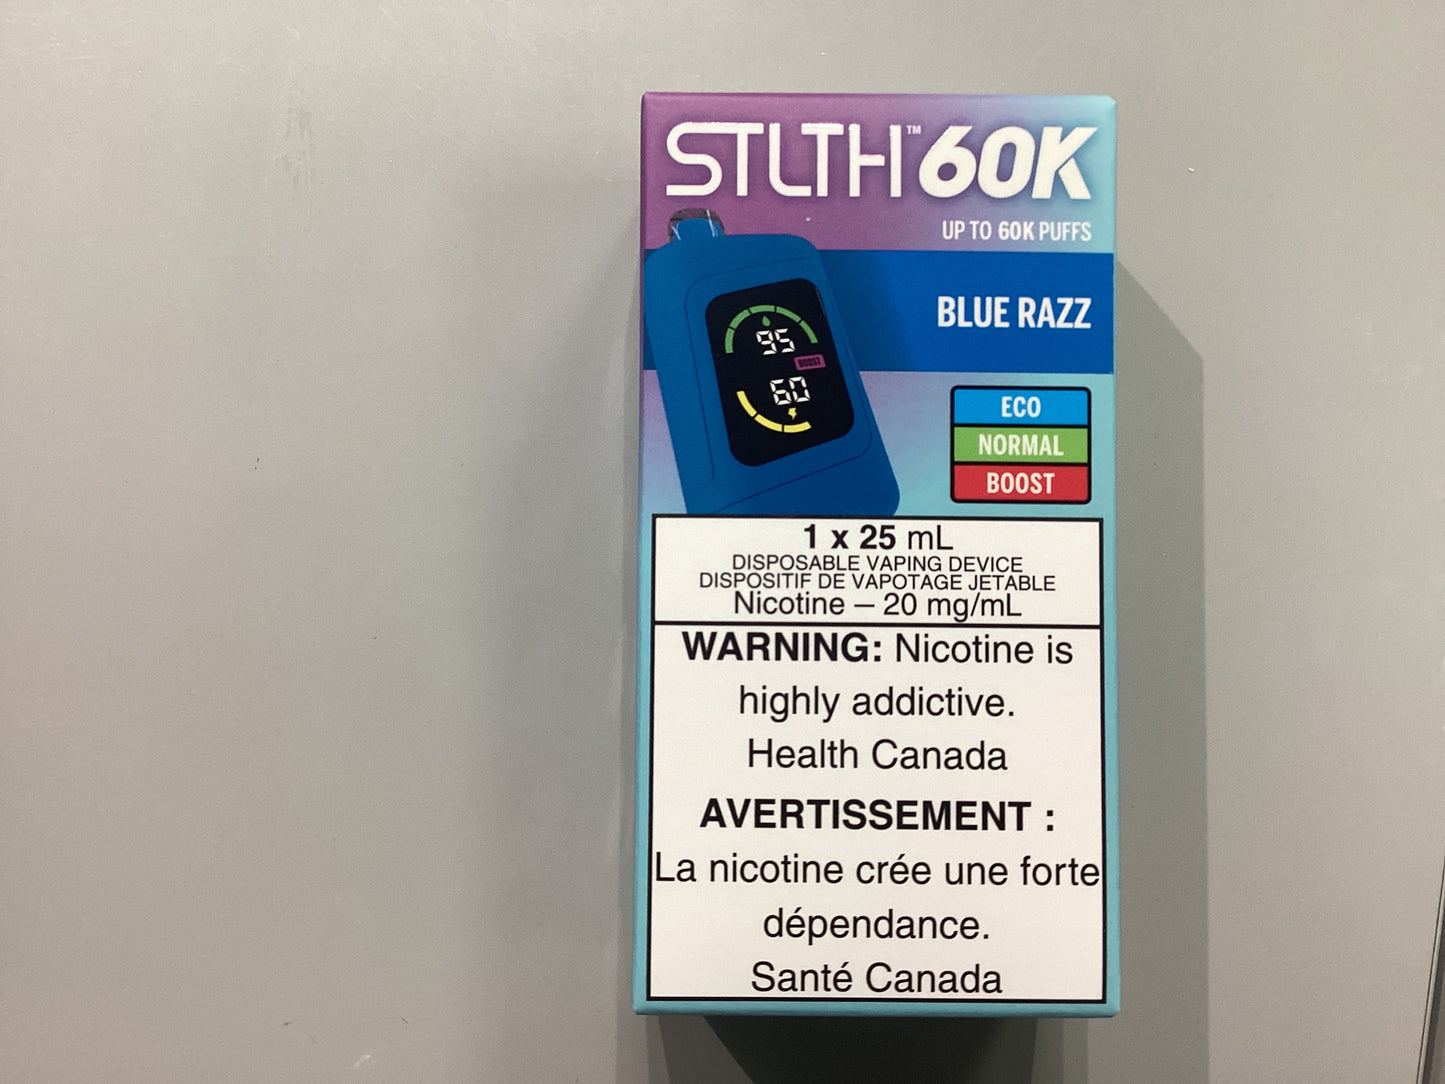 STLTH™ 60K
UP TO 60K PUFFS
BLUE RAZZ
95
BOOST
60
ECO
NORMAL
BOOST
1 x 25 mL
DISPOSABLE VAPING DEVICE
DISPOSITIF DE VAPOTAGE JETABLE
Nicotine – 20 mg/mL
WARNING: Nicotine is
highly addictive.
Health Canada
AVERTISSEMENT :
La nicotine crée une forte
dépendance.
Santé Canada